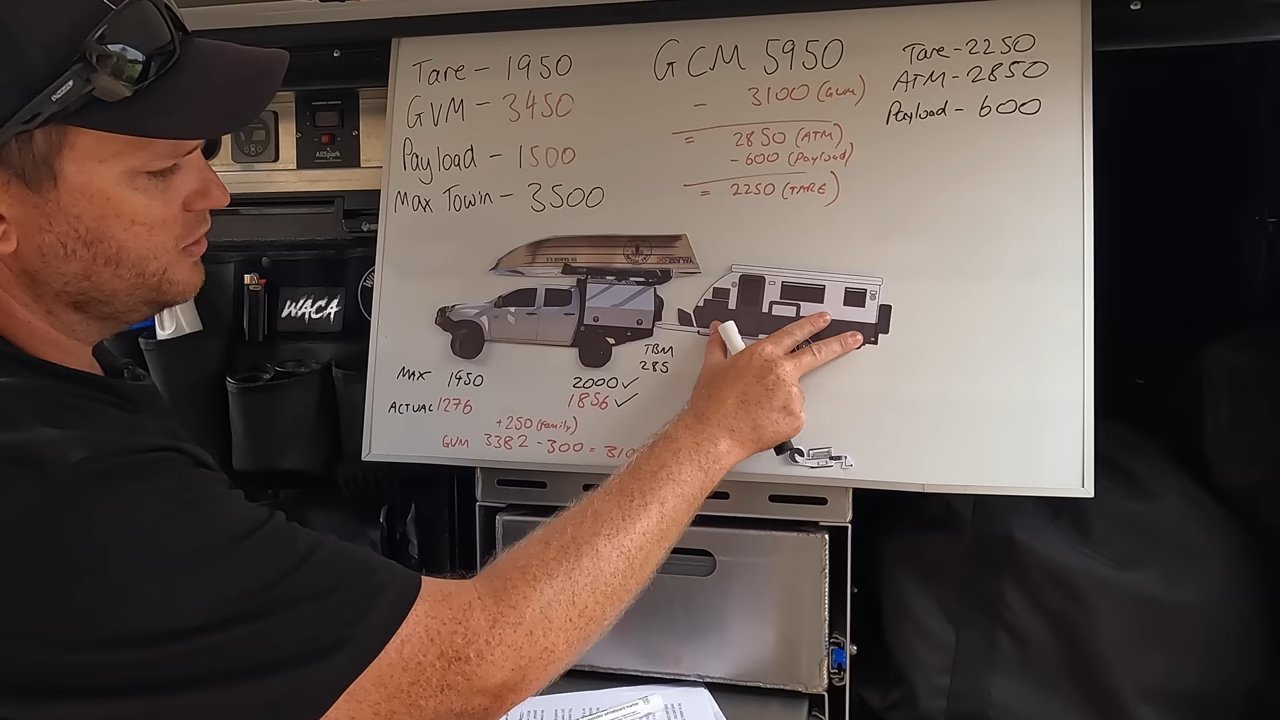 Tare - 1950
GVM - 3450
Payload - 1500
Max Towin - 3500
GCM 5950
- 3100 (GVM)
= 2850 (ATM)
-600 (Payload)
= 2250 (TARE)
Tare - 2250
ATM - 2850
Payload - 600
TBM
285
MAX 1450 2000 ✓
ACTUAL 1276 1856 ✓
+250 (family)
GVM 3382 - 300 = 310
AllSpark
WACA